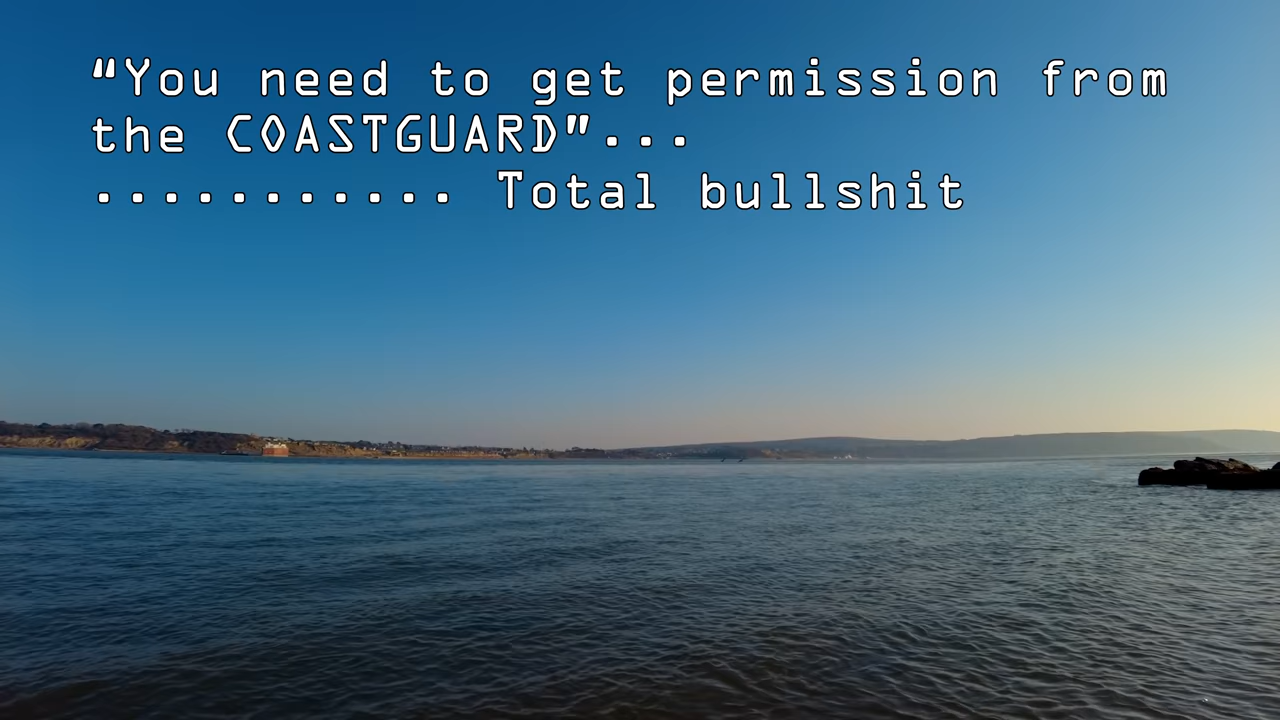 “You need to get permission from
the COASTGUARD”...
........... Total bullshit